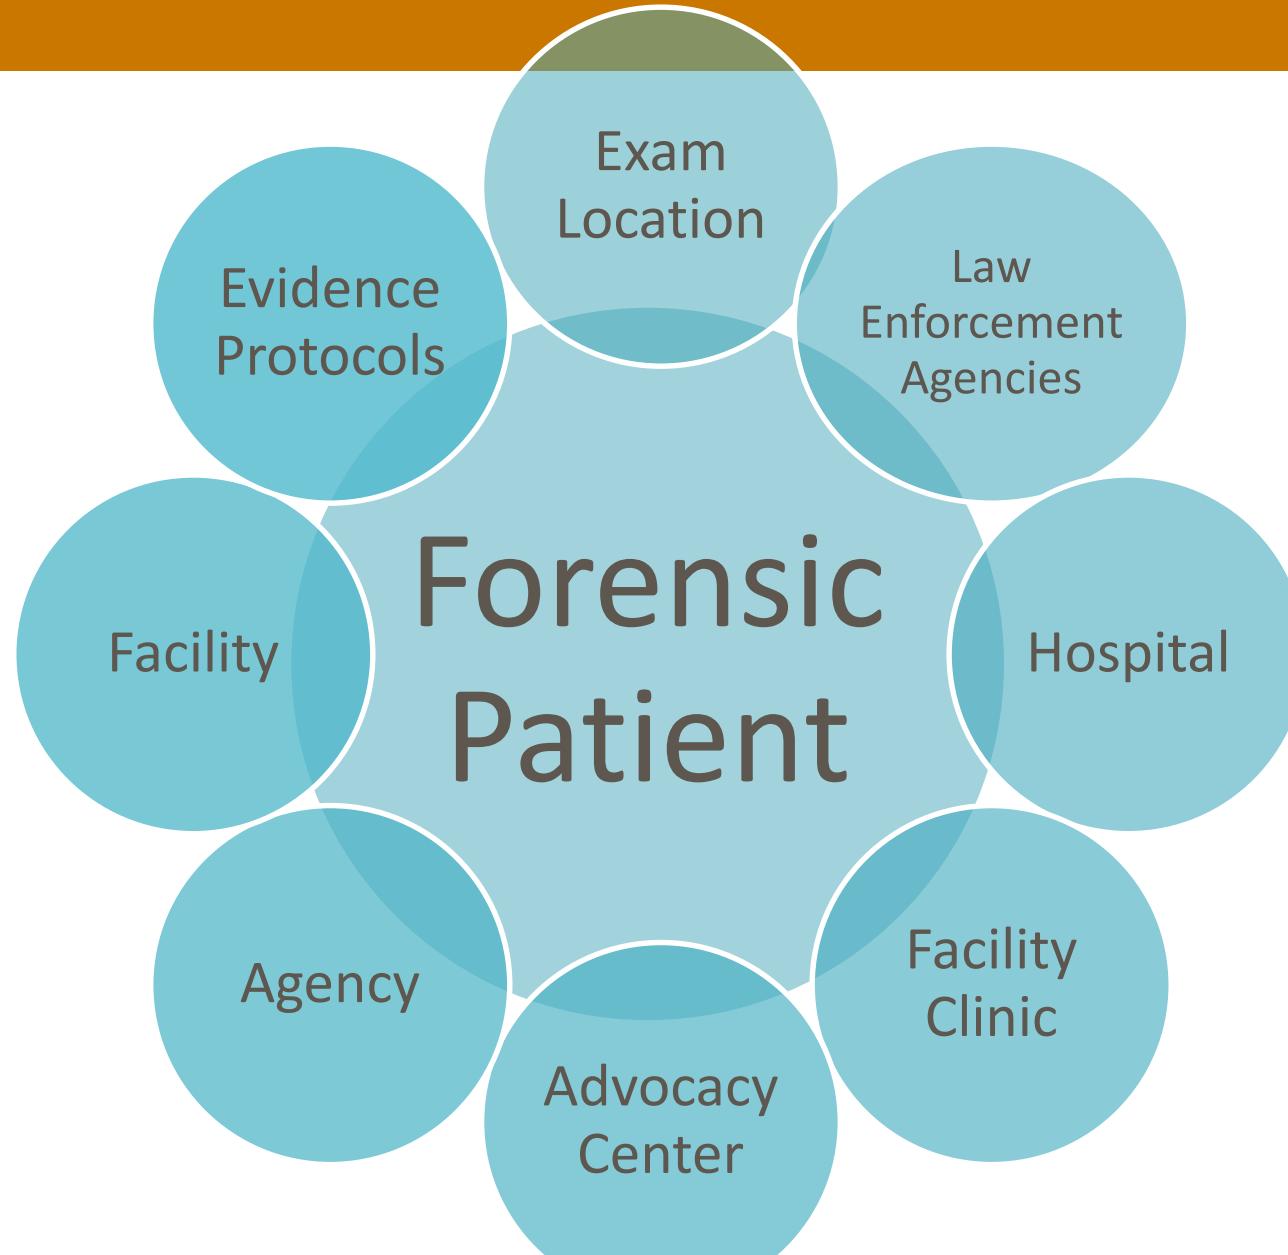 Exam
Location
Law
Enforcement
Agencies
Hospital
Facility
Clinic
Advocacy
Center
Agency
Facility
Evidence
Protocols
Forensic
Patient